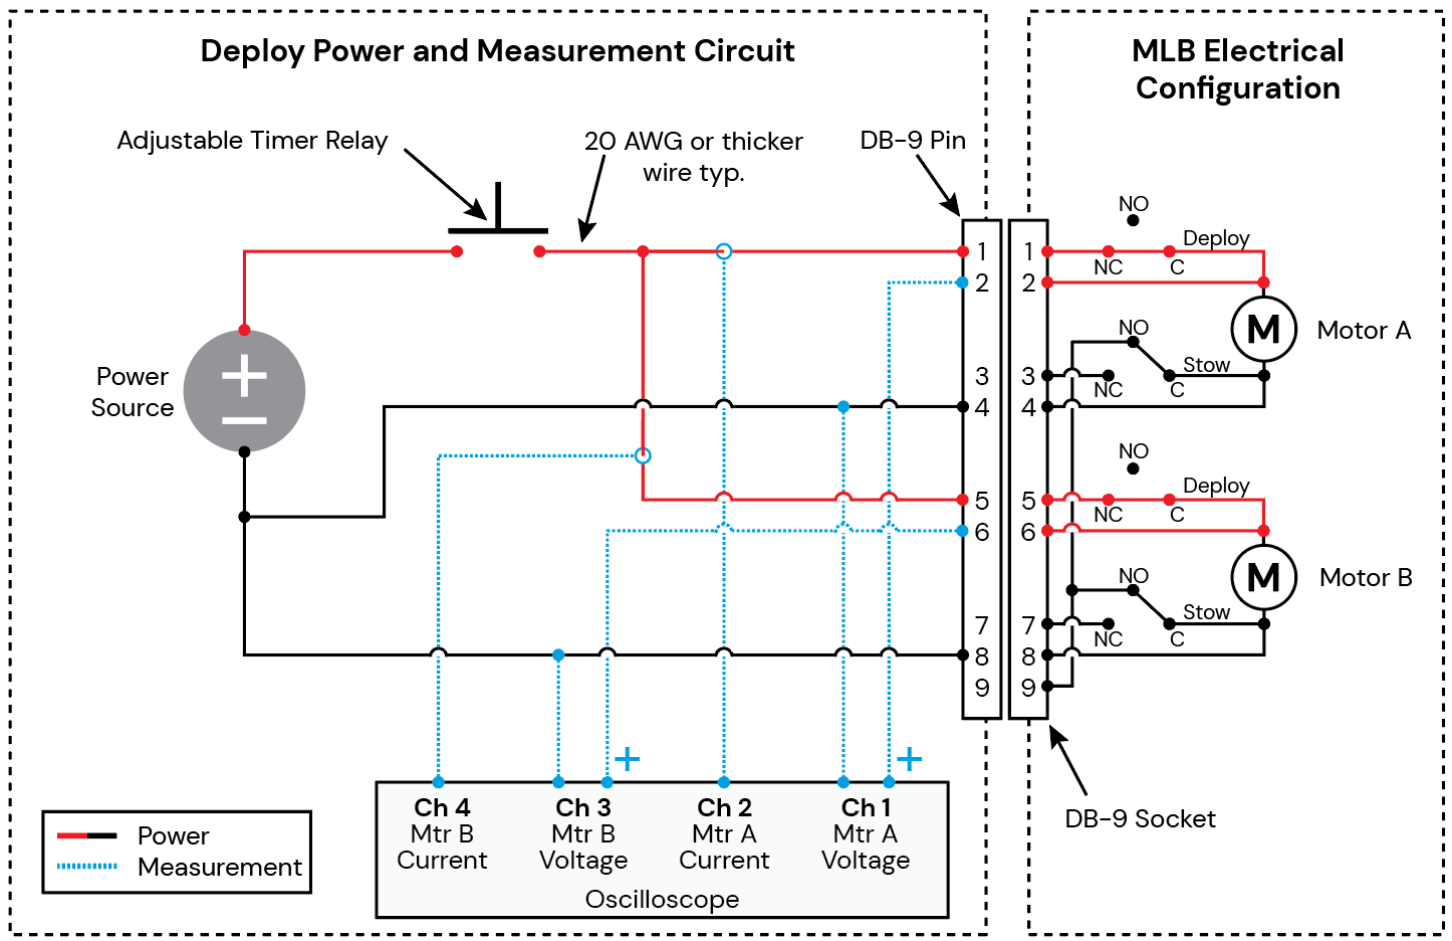 Deploy Power and Measurement Circuit
MLB Electrical
Configuration
Adjustable Timer Relay
20 AWG or thicker
wire typ.
DB-9 Pin
Power
Source
+
−
1
2
3
4
5
6
7
8
9
1
2
3
4
5
6
7
8
9
NO
Deploy
NC
C
M
Motor A
NO
Stow
NC
C
NO
Deploy
NC
C
M
Motor B
NO
Stow
NC
C
DB-9 Socket
+
+
Ch 4
Mtr B
Current
Ch 3
Mtr B
Voltage
Ch 2
Mtr A
Current
Ch 1
Mtr A
Voltage
Oscilloscope
Power
Measurement